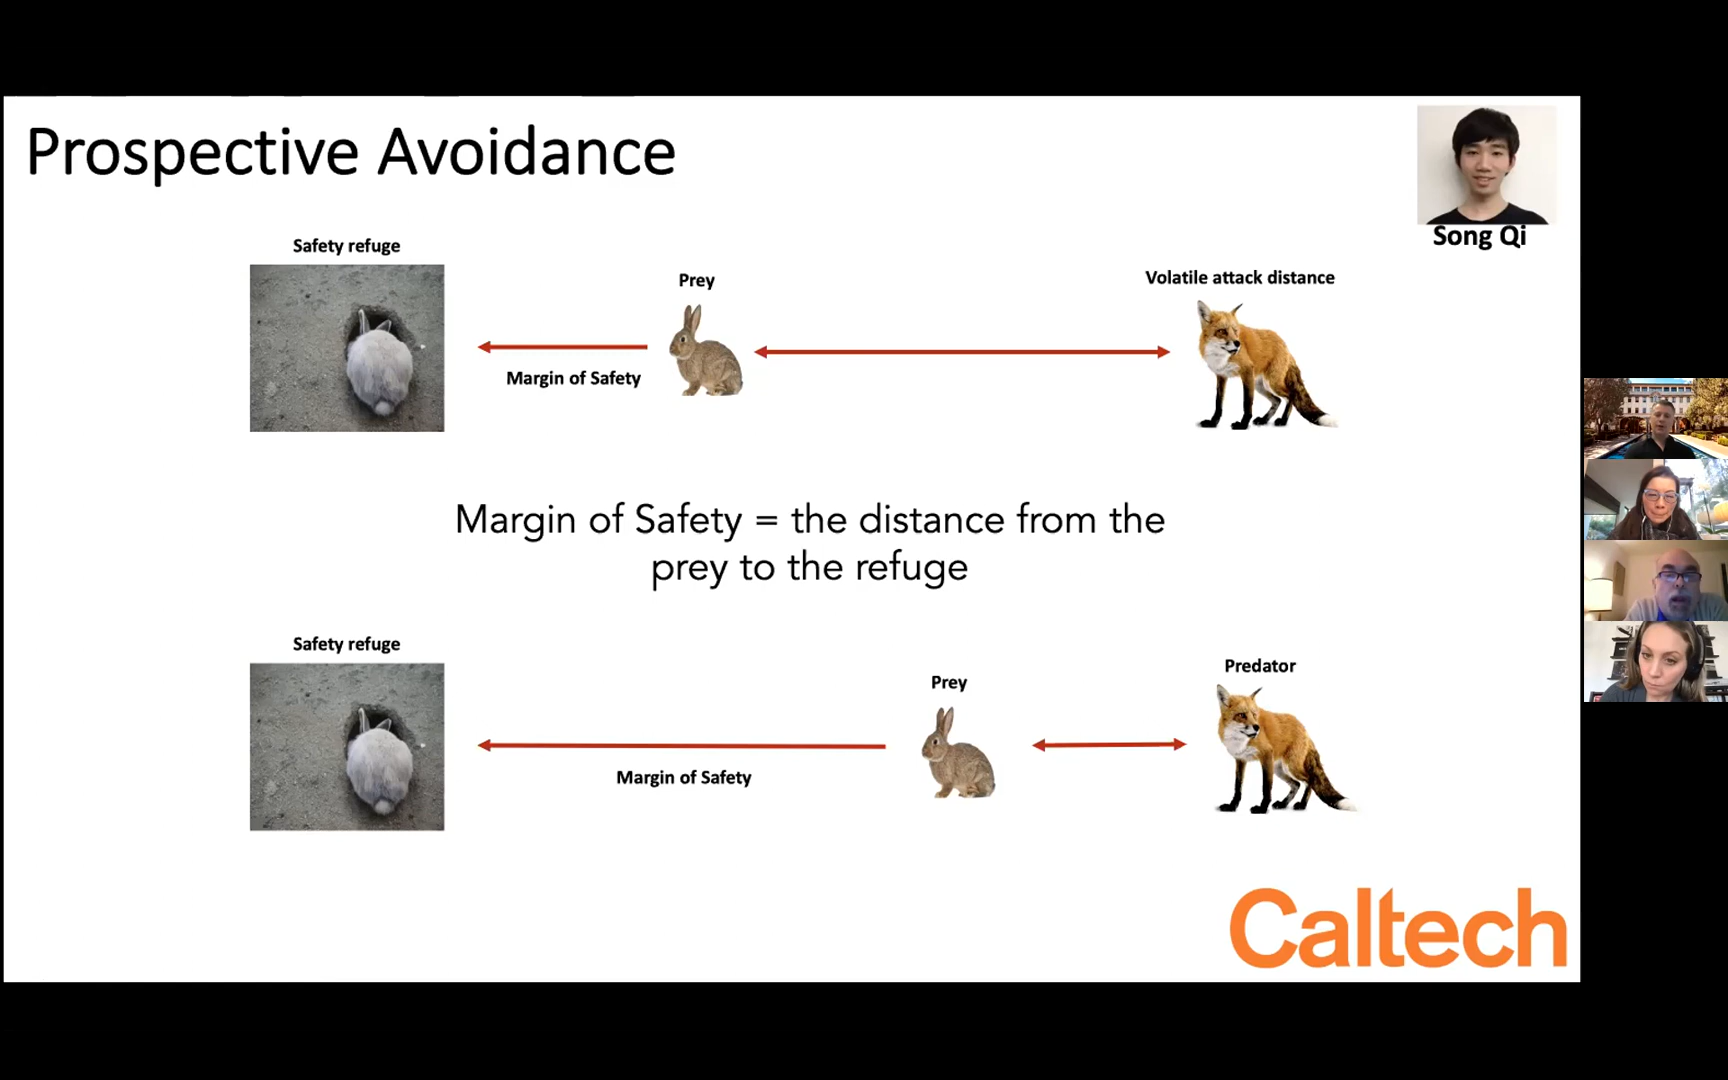 Prospective Avoidance
Song Qi
Safety refuge
Prey
Volatile attack distance
Margin of Safety
Margin of Safety = the distance from the
prey to the refuge
Safety refuge
Prey
Predator
Margin of Safety
Caltech